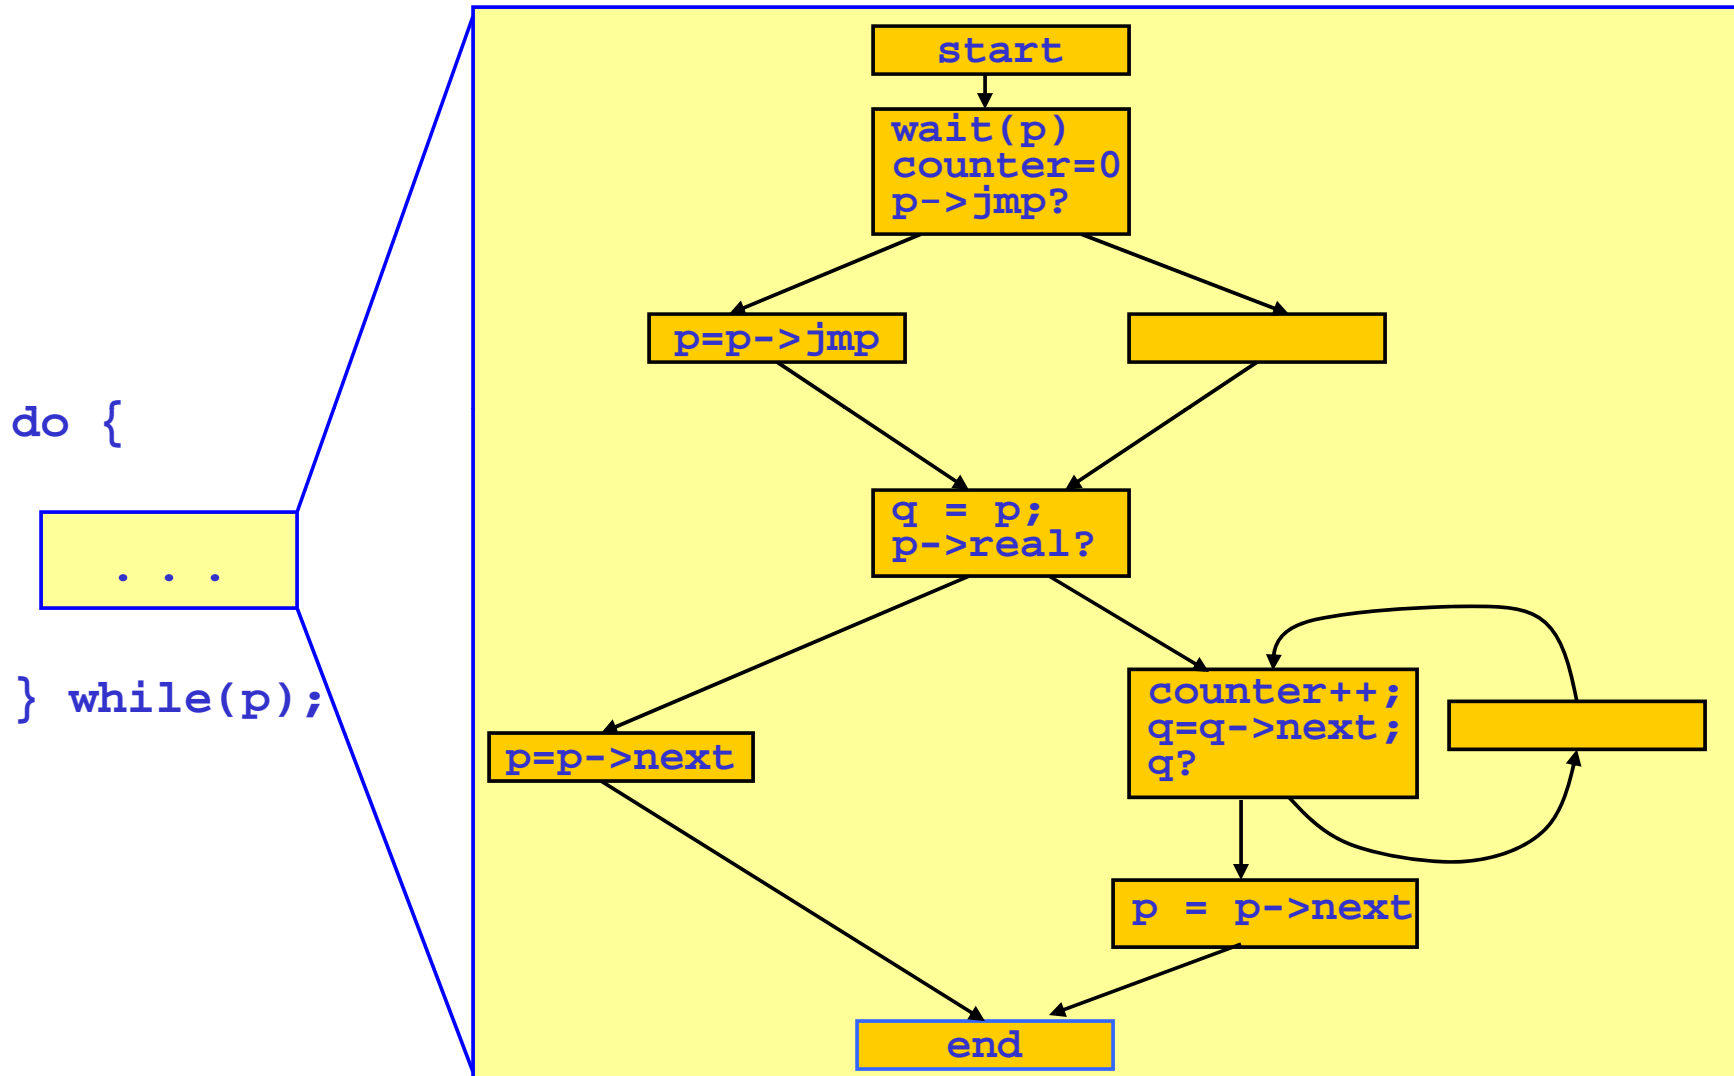 do {
. . .
} while(p);
start
wait(p)
counter=0
p->jmp?
p=p->jmp
q = p;
p->real?
counter++;
q=q->next;
q?
p=p->next
p = p->next
end